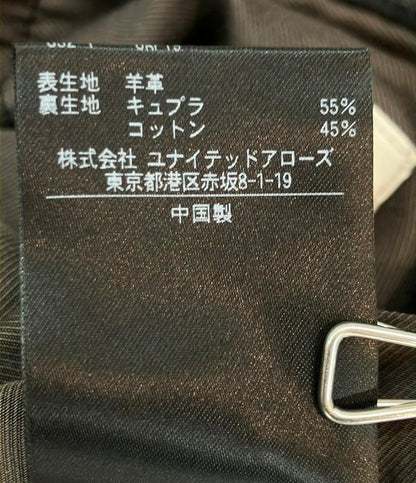 表生地 羊革
裏生地 キュプラ 55%
コットン 45%
株式会社 ユナイテッドアローズ
東京都港区赤坂8-1-19
中国製